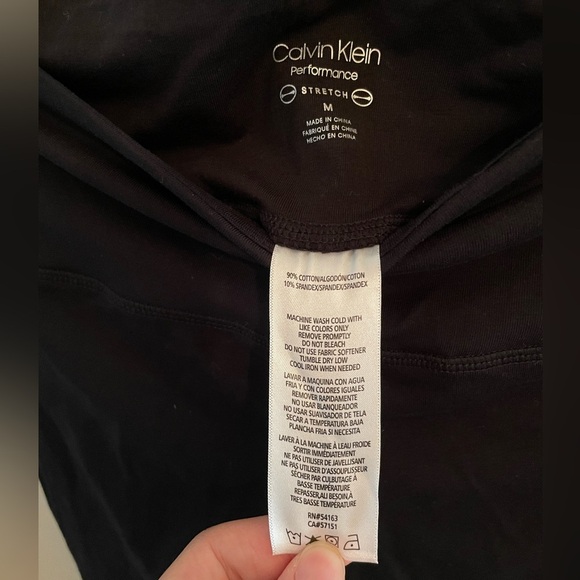 Calvin Klein
Performance
STRETCH
M
MADE IN CHINA
FABRIQUÉ EN CHINE
HECHO EN CHINA
90% COTTON/ALGODÓN/COTON
10% SPANDEX/SPANDEX/SPANDEX
MACHINE WASH COLD WITH
LIKE COLORS ONLY
REMOVE PROMPTLY
DO NOT BLEACH
DO NOT USE FABRIC SOFTENER
TUMBLE DRY LOW
COOL IRON WHEN NEEDED
LAVAR A MAQUINA CON AGUA
FRIA Y CON COLORES IGUALES
REMOVER RAPIDAMENTE
NO USAR BLANQUEADOR
NO USAR SUAVISADOR DE TELA
SECAR A TEMPERATURA BAJA
PLANCHA FRIA SI NECESITA
LAVER À LA MACHINE À LEAU FROIDE
SORTIR IMMÉDIATEMENT
NE PAS UTILISER DE JAVELLISANT
NE PAS UTILISER D'ASSOUPLISSEUR
SÉCHER PAR CULBUTAGE À
BASSE TEMPÉRATURE
REPASSER,AU BESOIN,À
TRES BASSE TEMPÉRATURE
RN#54163
CA#57151